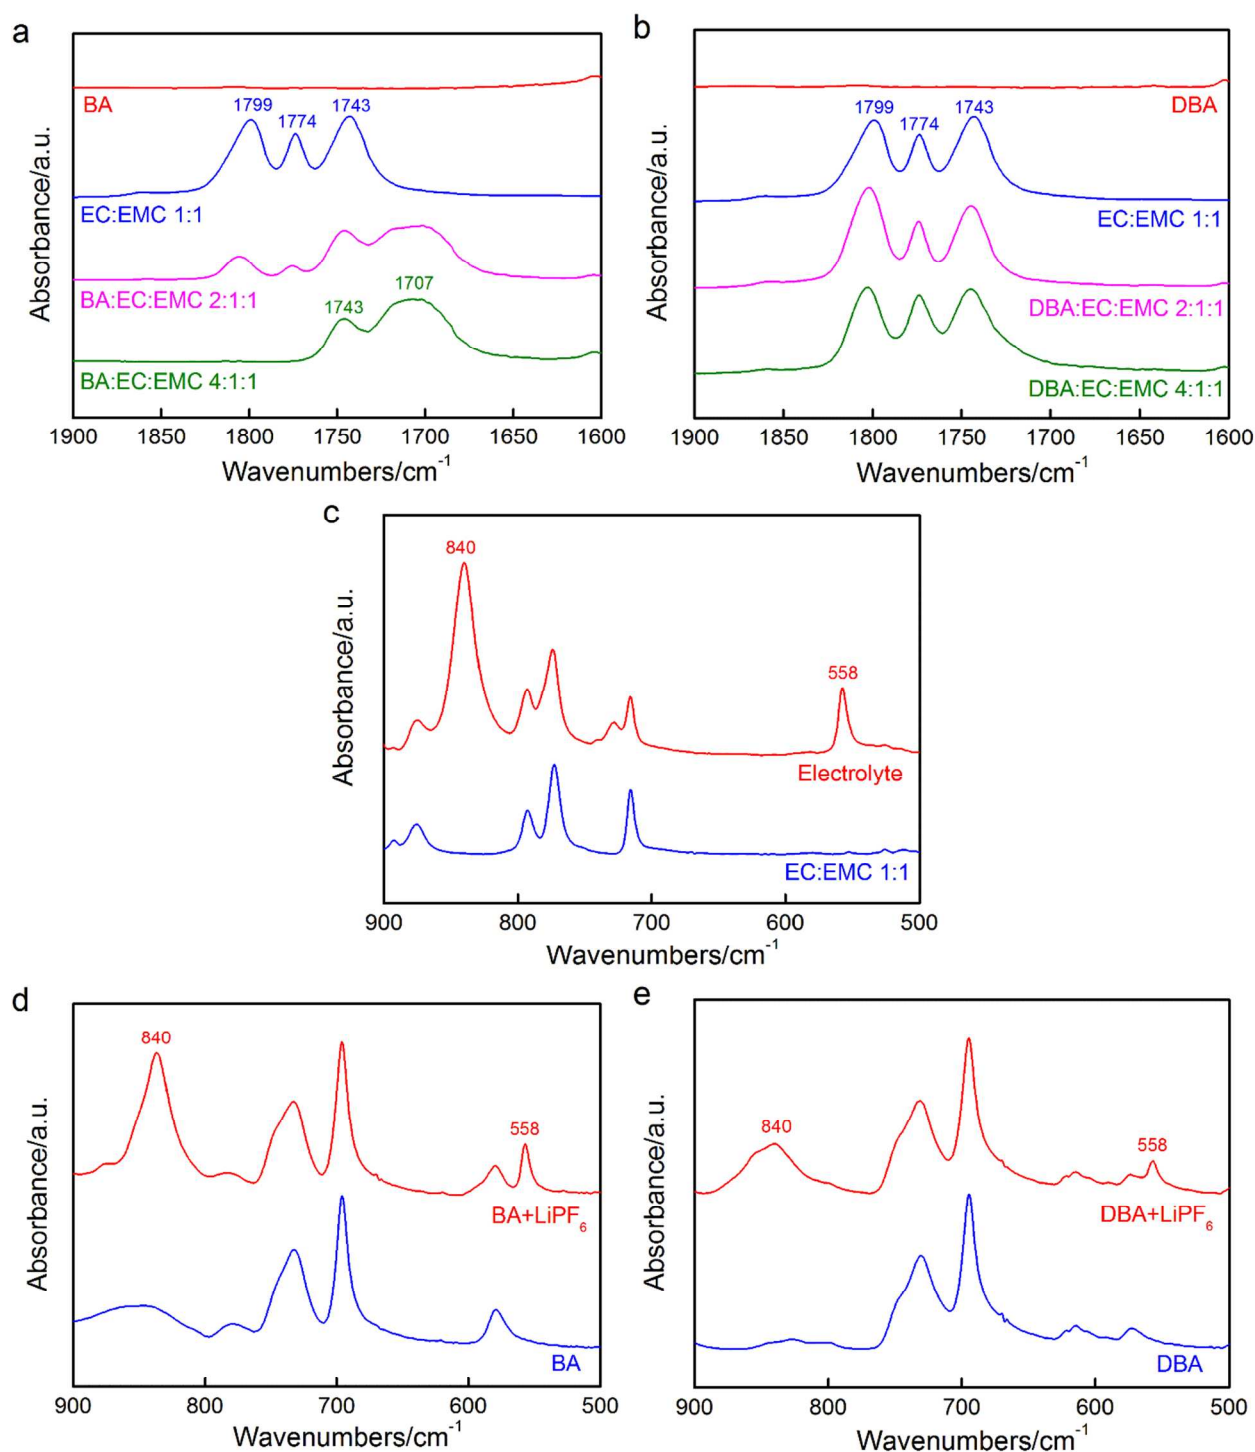 a
BA
1799
1774
1743
EC:EMC 1:1
BA:EC:EMC 2:1:1
1743
1707
BA:EC:EMC 4:1:1
Absorbance/a.u.
1900 1850 1800 1750 1700 1650 1600
Wavenumbers/cm⁻¹
b
DBA
1799
1774
1743
EC:EMC 1:1
DBA:EC:EMC 2:1:1
DBA:EC:EMC 4:1:1
Absorbance/a.u.
1900 1850 1800 1750 1700 1650 1600
Wavenumbers/cm⁻¹
c
840
558
Electrolyte
EC:EMC 1:1
Absorbance/a.u.
900 800 700 600 500
Wavenumbers/cm⁻¹
d
840
558
BA+LiPF₆
BA
Absorbance/a.u.
900 800 700 600 500
Wavenumbers/cm⁻¹
e
840
558
DBA+LiPF₆
DBA
Absorbance/a.u.
900 800 700 600 500
Wavenumbers/cm⁻¹